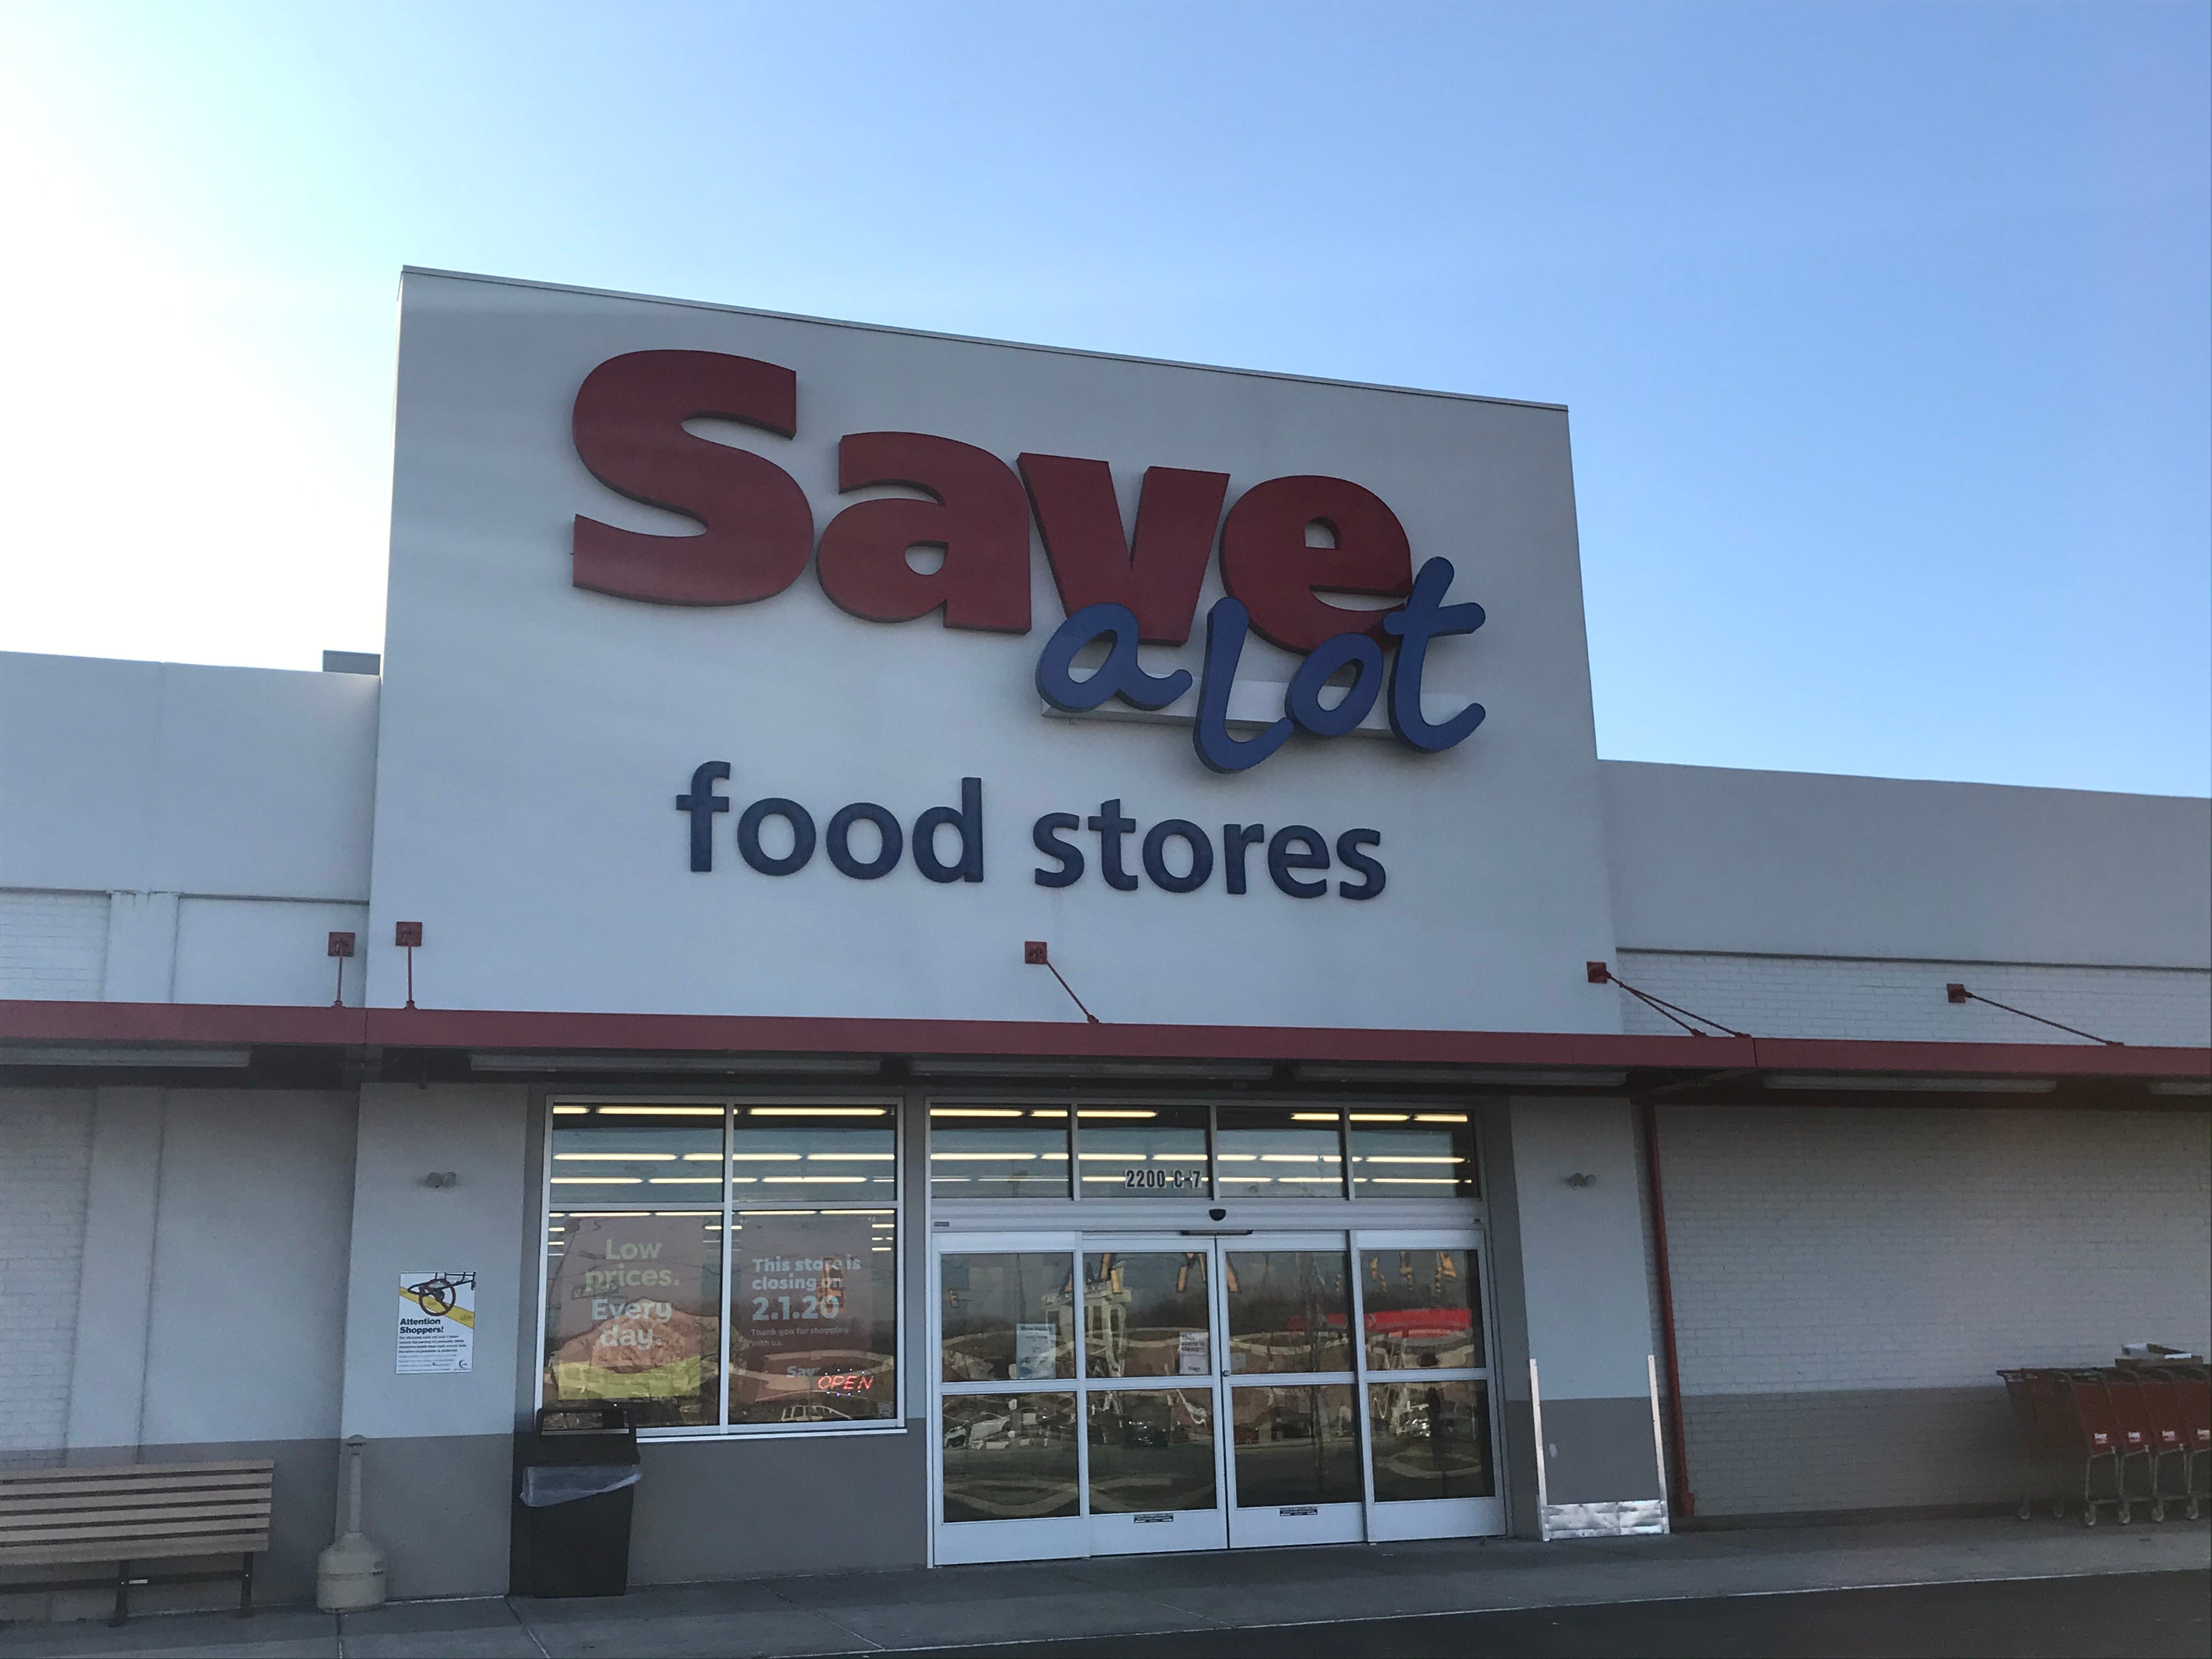 Save
a Lot
food stores
2200 C-7
Low
prices.
Every
day.
This store is
closing on
2.1.20
Thank you for shopping
with us.
OPEN
Attention
Shoppers!